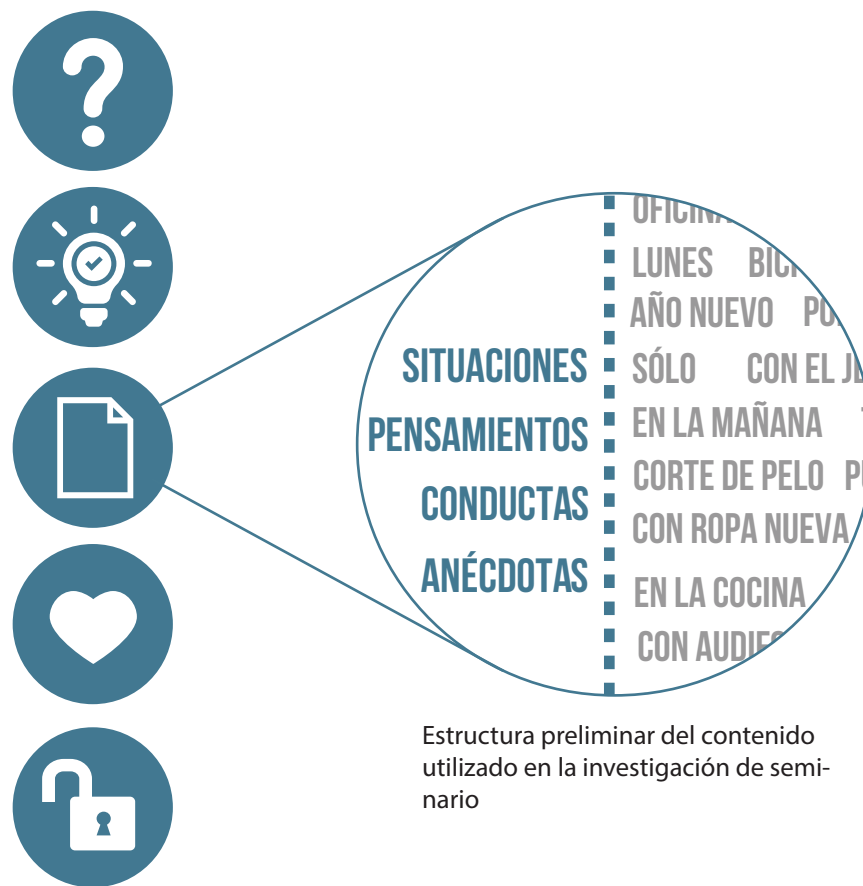 LUNES
AÑO NUEVO
SITUACIONES
SÓLO CON EL
PENSAMIENTOS
EN LA MAÑANA
CONDUCTAS
CORTE DE PELO
CON ROPA NUEVA
ANÉCDOTAS
EN LA COCINA
CON
Estructura preliminar del contenido
utilizado en la investigación de semi-
nario